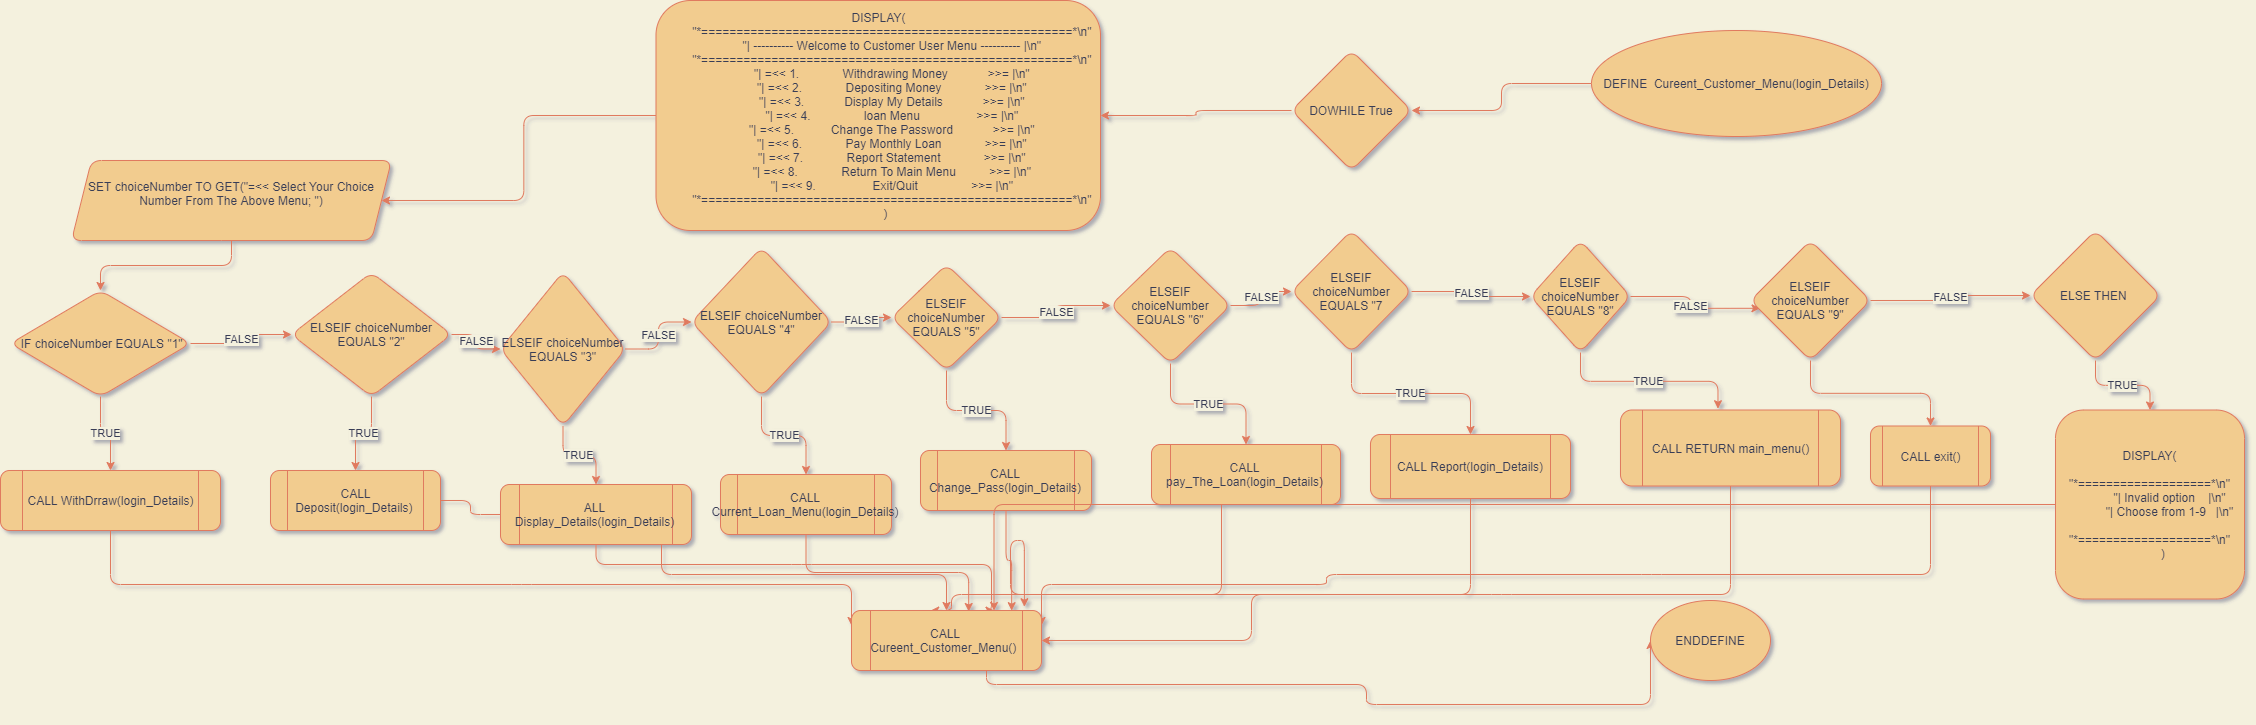 DEFINE  Cureent_Customer_Menu(login_Details)
DOWHILE True
DISPLAY(
"*=====================================================*\n"
"| ---------- Welcome to Customer User Menu ---------- |\n"
"*=====================================================*\n"
"| =<< 1. Withdrawing Money >>= |\n"
"| =<< 2. Depositing Money >>= |\n"
"| =<< 3. Display My Details >>= |\n"
"| =<< 4. loan Menu >>= |\n"
"| =<< 5. Change The Password >>= |\n"
"| =<< 6. Pay Monthly Loan >>= |\n"
"| =<< 7. Report Statement >>= |\n"
"| =<< 8. Return To Main Menu >>= |\n"
"| =<< 9. Exit/Quit >>= |\n"
"*=====================================================*\n"
)
SET choiceNumber TO GET("=<< Select Your Choice
Number From The Above Menu; ")
IF choiceNumber EQUALS "1"
FALSE
ELSEIF choiceNumber
EQUALS "2"
FALSE
ELSEIF choiceNumber
EQUALS "3"
FALSE
ELSEIF choiceNumber
EQUALS "4"
FALSE
ELSEIF
choiceNumber
EQUALS "5"
FALSE
ELSEIF
choiceNumber
EQUALS "6"
FALSE
ELSEIF
choiceNumber
EQUALS "7
FALSE
ELSEIF
choiceNumber
EQUALS "8"
FALSE
ELSEIF
choiceNumber
EQUALS "9"
FALSE
ELSE THEN
TRUE
TRUE
TRUE
TRUE
TRUE
TRUE
TRUE
TRUE
TRUE
CALL WithDrraw(login_Details)
CALL
Deposit(login_Details)
ALL
Display_Details(login_Details)
CALL
Current_Loan_Menu(login_Details)
CALL
Change_Pass(login_Details)
CALL
pay_The_Loan(login_Details)
CALL Report(login_Details)
CALL RETURN main_menu()
CALL exit()
DISPLAY(
"*===================*\n"
"| Invalid option |\n"
"| Choose from 1-9 |\n"
"*===================*\n"
)
CALL
Cureent_Customer_Menu()
ENDDEFINE